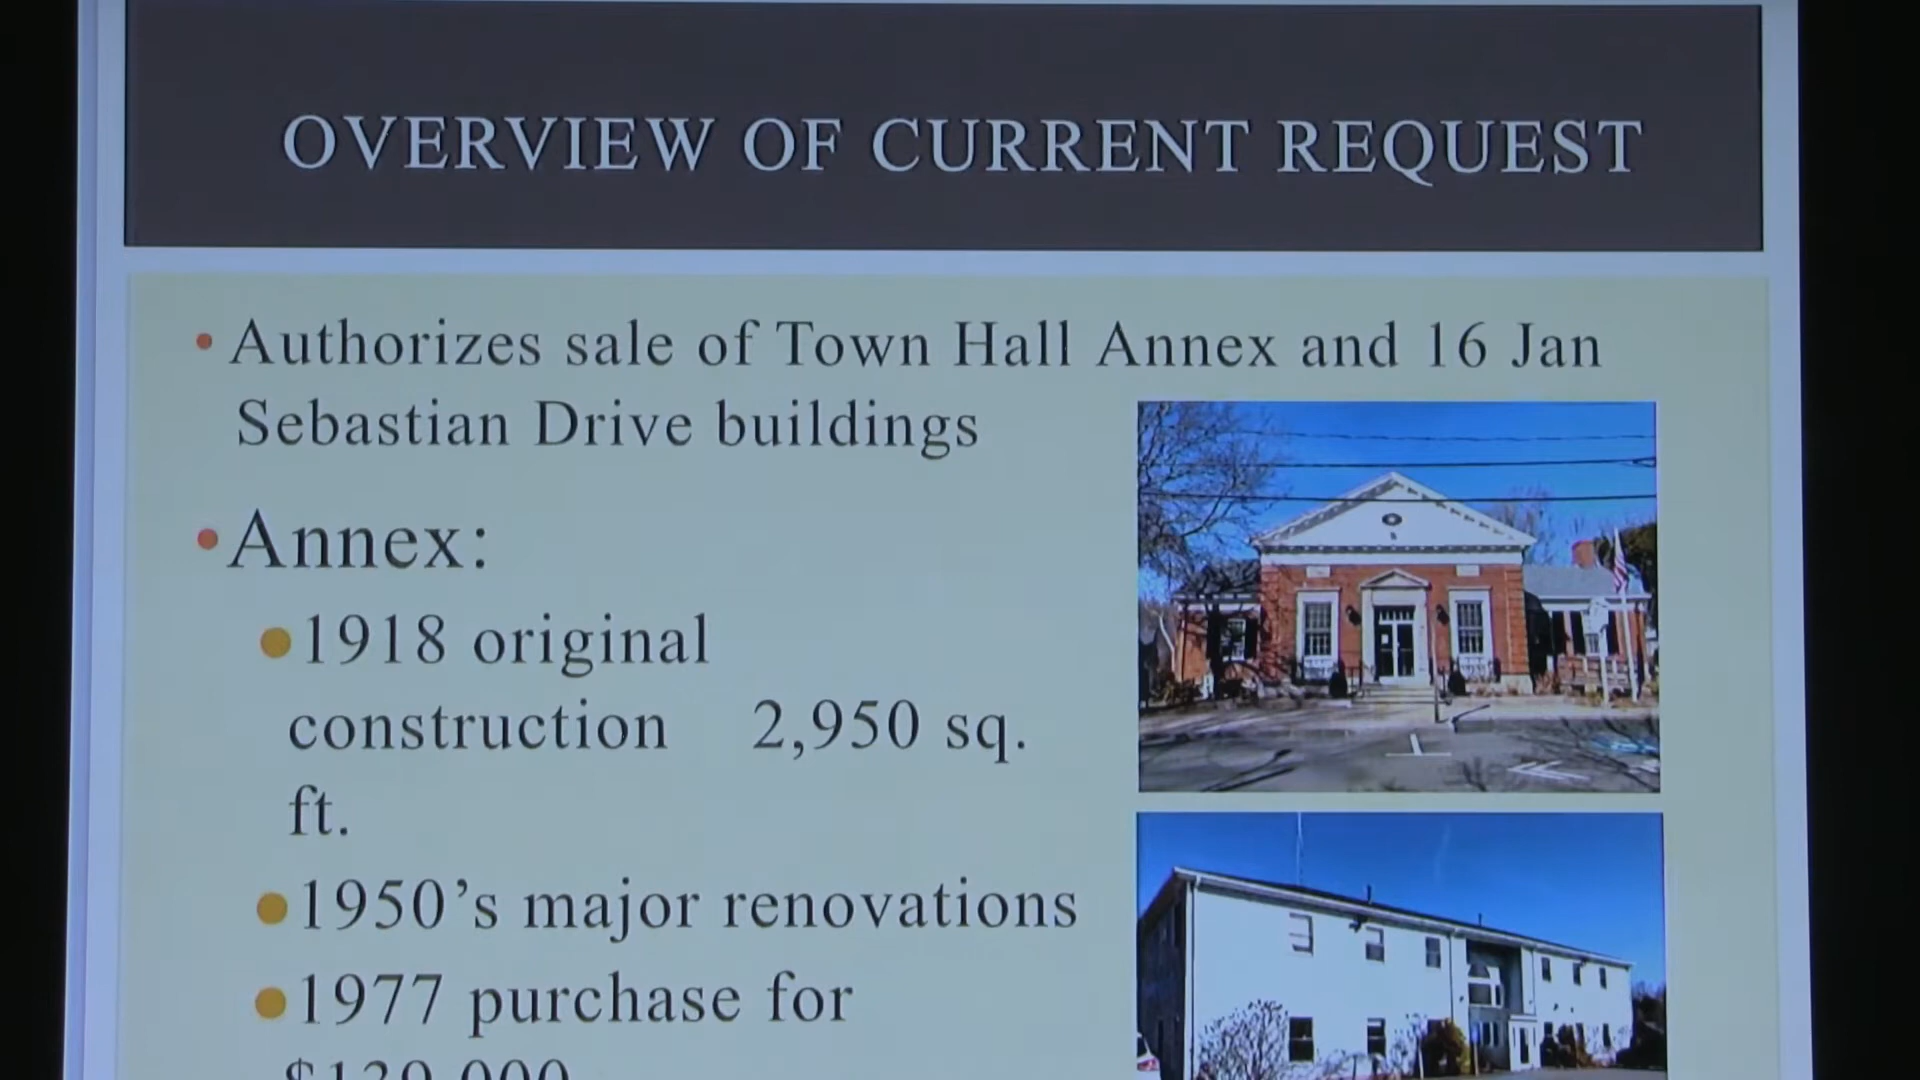 OVERVIEW OF CURRENT REQUEST
• Authorizes sale of Town Hall Annex and 16 Jan
Sebastian Drive buildings
• Annex:
● 1918 original
construction 2,950 sq.
ft.
● 1950’s major renovations
● 1977 purchase for